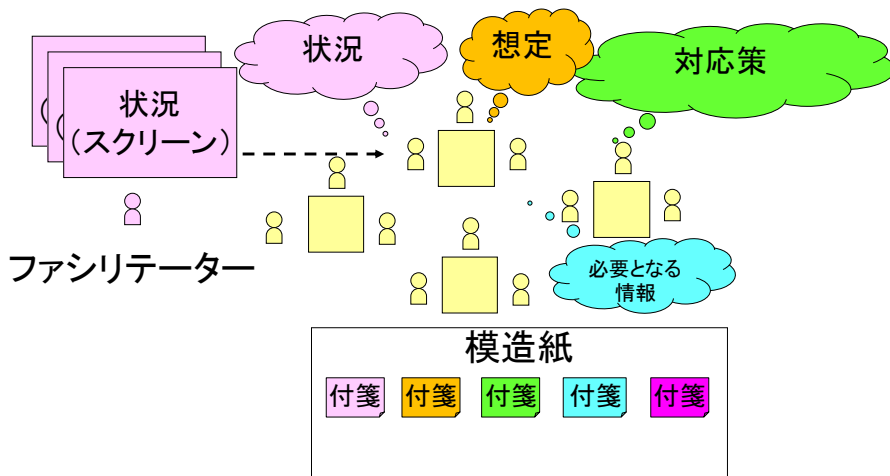 状況
想定
対応策
状況
（スクリーン）
（
（
ファシリテーター
必要となる
情報
模造紙
付箋
付箋
付箋
付箋
付箋